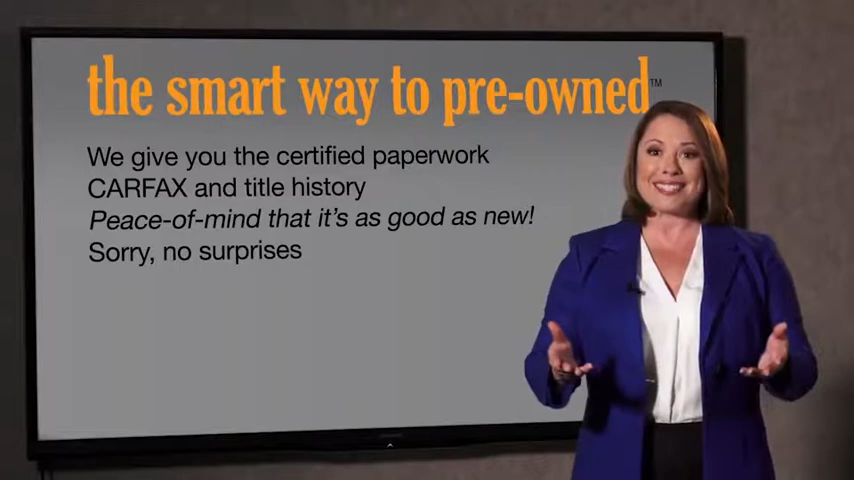 the smart way to pre-owned™
We give you the certified paperwork
CARFAX and title history
Peace-of-mind that it's as good as new!
Sorry, no surprises